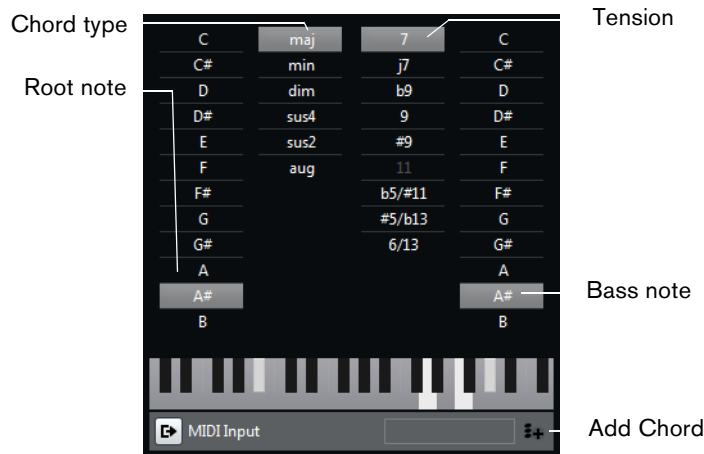 Chord type
Tension
Root note
C maj 7 C
C# min j7 C#
D dim b9 D
D# sus4 9 D#
E sus2 #9 E
F aug 11 F
F# b5/#11 F#
G #5/b13 G
G# 6/13 G#
A A
A# A#
Bass note
B B
MIDI Input
Add Chord